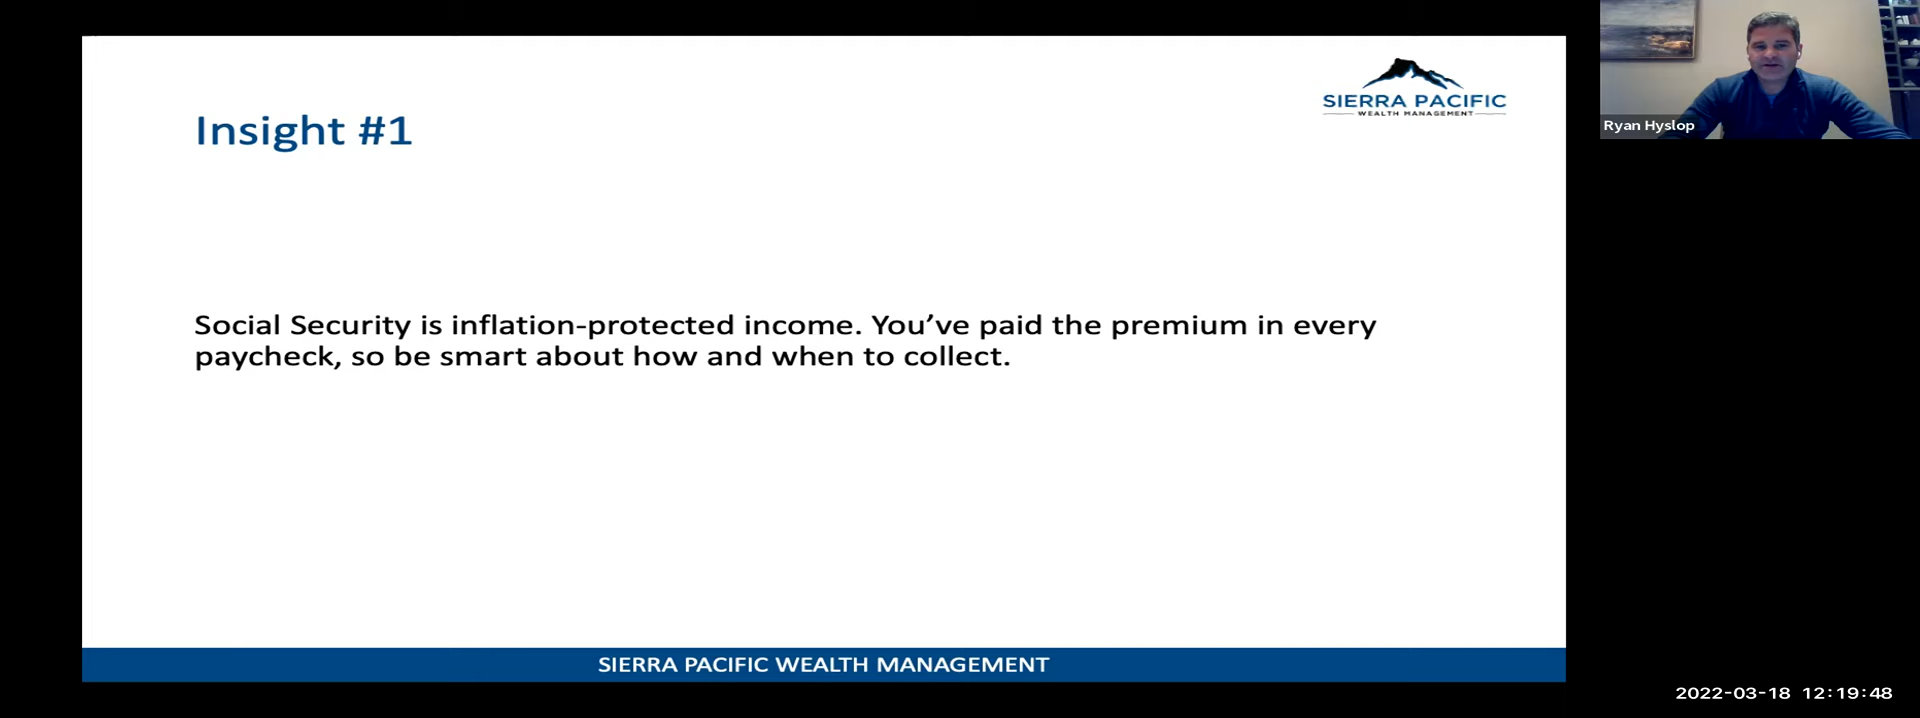 Insight #1
SIERRA PACIFIC
WEALTH MANAGEMENT
Ryan Hyslop
Social Security is inflation-protected income. You’ve paid the premium in every
paycheck, so be smart about how and when to collect.
SIERRA PACIFIC WEALTH MANAGEMENT
2022-03-18 12:19:48